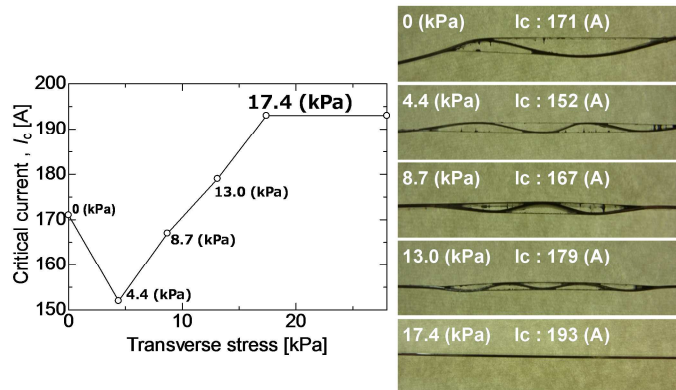 200
190
180
170
160
150
0
10
20
Critical current , Ic [A]
Transverse stress [kPa]
0 (kPa)
4.4 (kPa)
8.7 (kPa)
13.0 (kPa)
17.4 (kPa)
0 (kPa) Ic : 171 (A)
4.4 (kPa) Ic : 152 (A)
8.7 (kPa) Ic : 167 (A)
13.0 (kPa) Ic : 179 (A)
17.4 (kPa) Ic : 193 (A)